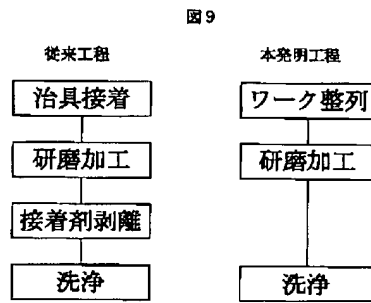 図9
従来工程
治具接着
研磨加工
接着剤剥離
洗浄
本発明工程
ワーク整列
研磨加工
洗浄